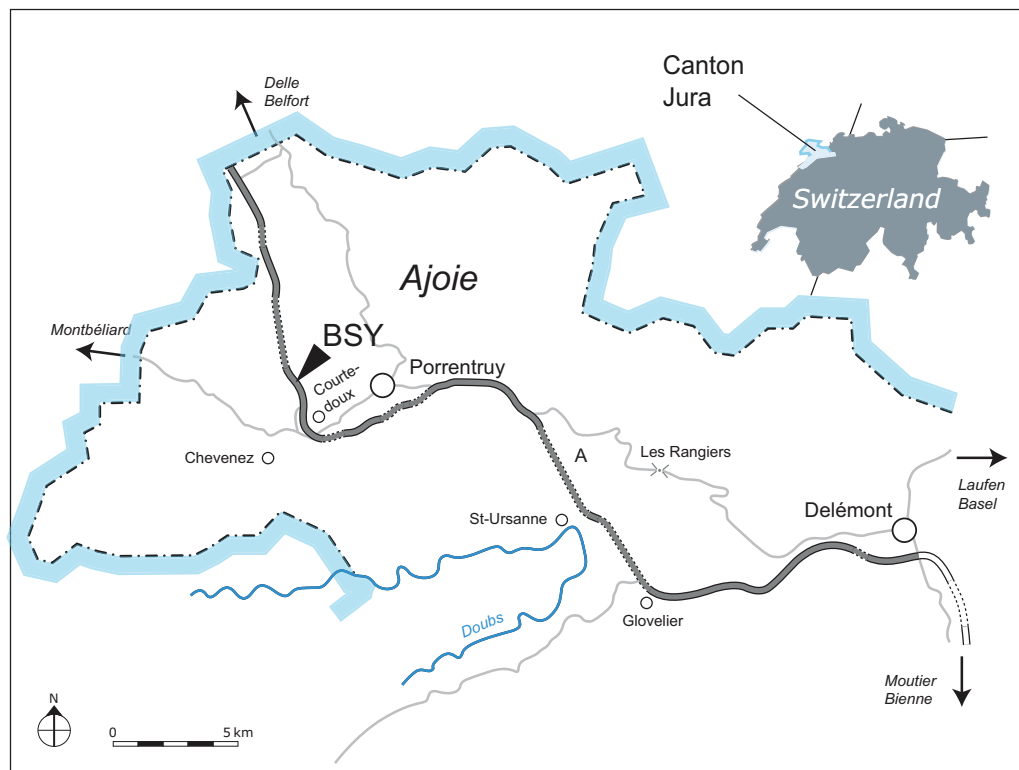 Delle
Belfort
Canton
Jura
Switzerland
Ajoie
Montbéliard
BSY
Porrentruy
Courte-
doux
Chevenez
A
Les Rangiers
Laufen
Basel
St-Ursanne
Delémont
Doubs
Glovelier
Moutier
Bienne
N
0
5 km